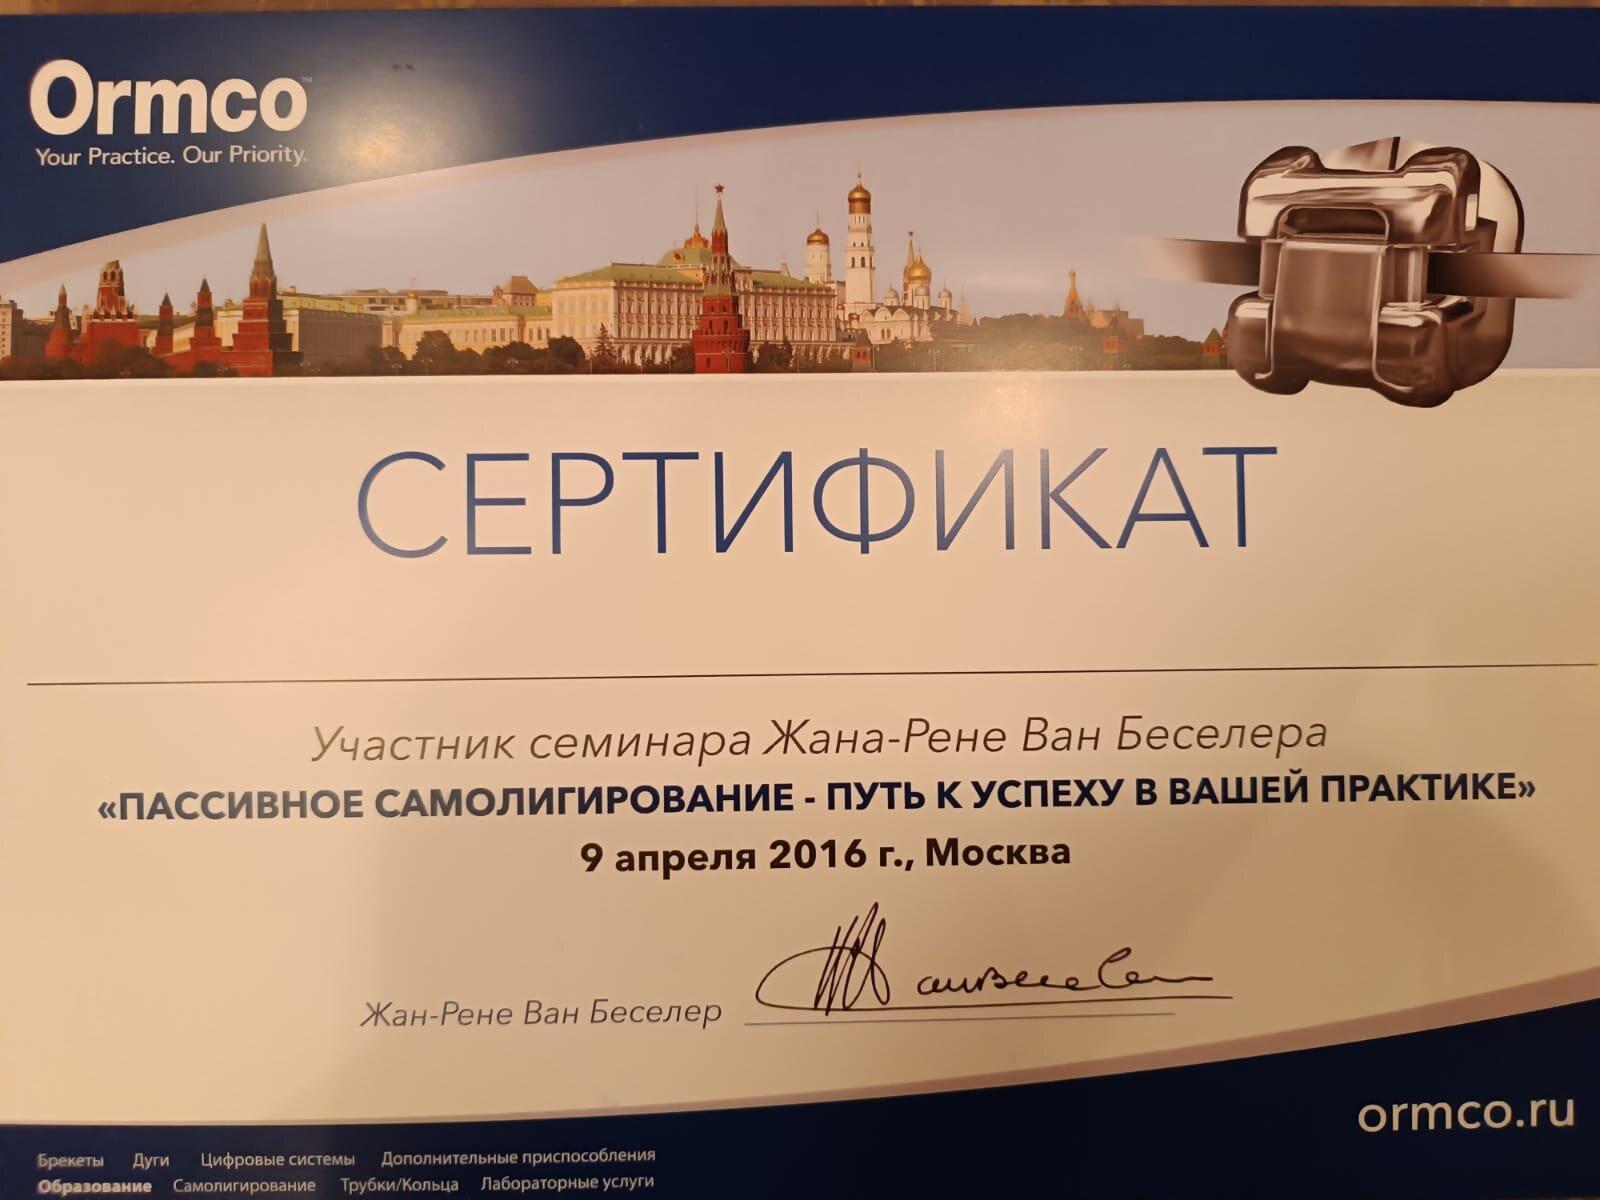 Ormco™
Your Practice. Our Priority.
СЕРТИФИКАТ
Участник семинара Жана-Рене Ван Беселера
«ПАССИВНОЕ САМОЛИГИРОВАНИЕ - ПУТЬ К УСПЕХУ В ВАШЕЙ ПРАКТИКЕ»
9 апреля 2016 г., Москва
Жан-Рене Ван Беселер
ormco.ru
Брекеты Дуги Цифровые системы Дополнительные приспособления
Образование Самолигирование Трубки/Кольца Лабораторные услуги